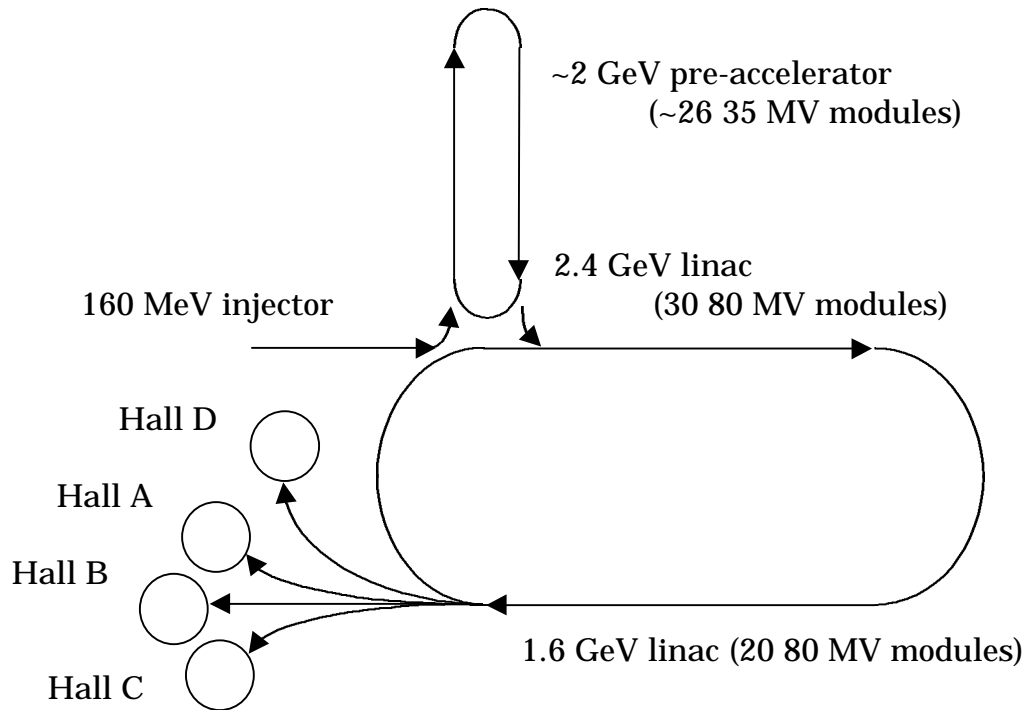 ~2 GeV pre-accelerator
(~26 35 MV modules)
2.4 GeV linac
(30 80 MV modules)
160 MeV injector
Hall D
Hall A
Hall B
Hall C
1.6 GeV linac (20 80 MV modules)